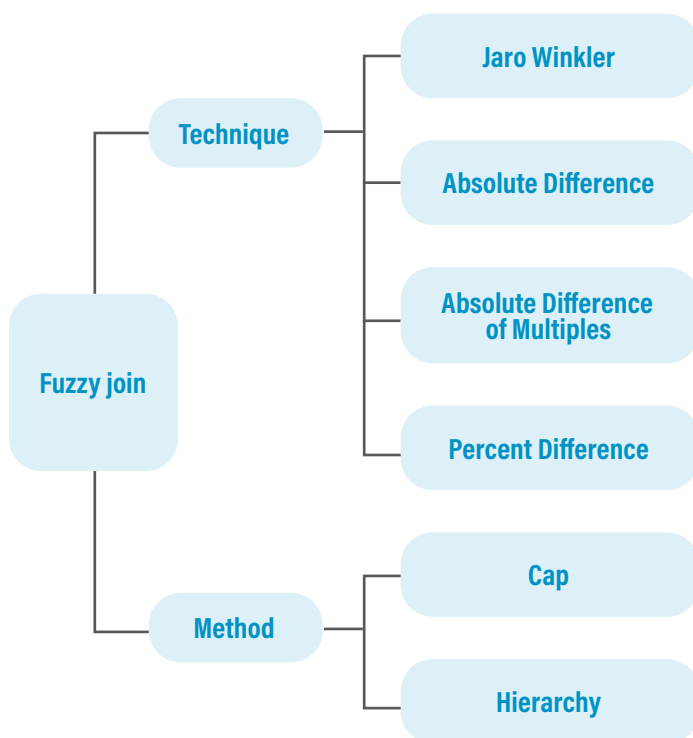 Jaro Winkler
Technique
Absolute Difference
Absolute Difference
of Multiples
Fuzzy join
Percent Difference
Cap
Method
Hierarchy